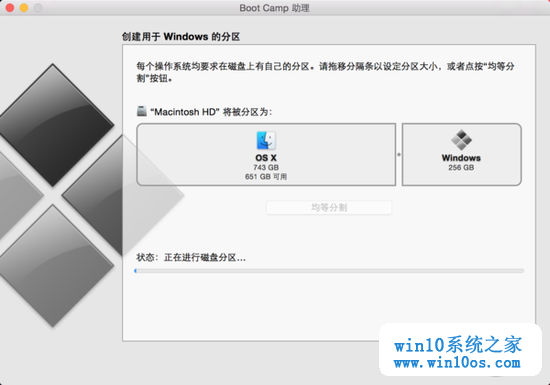 Boot Camp 助理
创建用于 Windows 的分区
每个操作系统均要求在磁盘上有自己的分区。请拖移分隔条以设定分区大小，或者点按“均等分
割”按钮。
“Macintosh HD” 将被分区为：
OS X
743 GB
651 GB 可用
Windows
256 GB
均等分割
状态： 正在进行磁盘分区…
win10系统之家
www.win10os.com